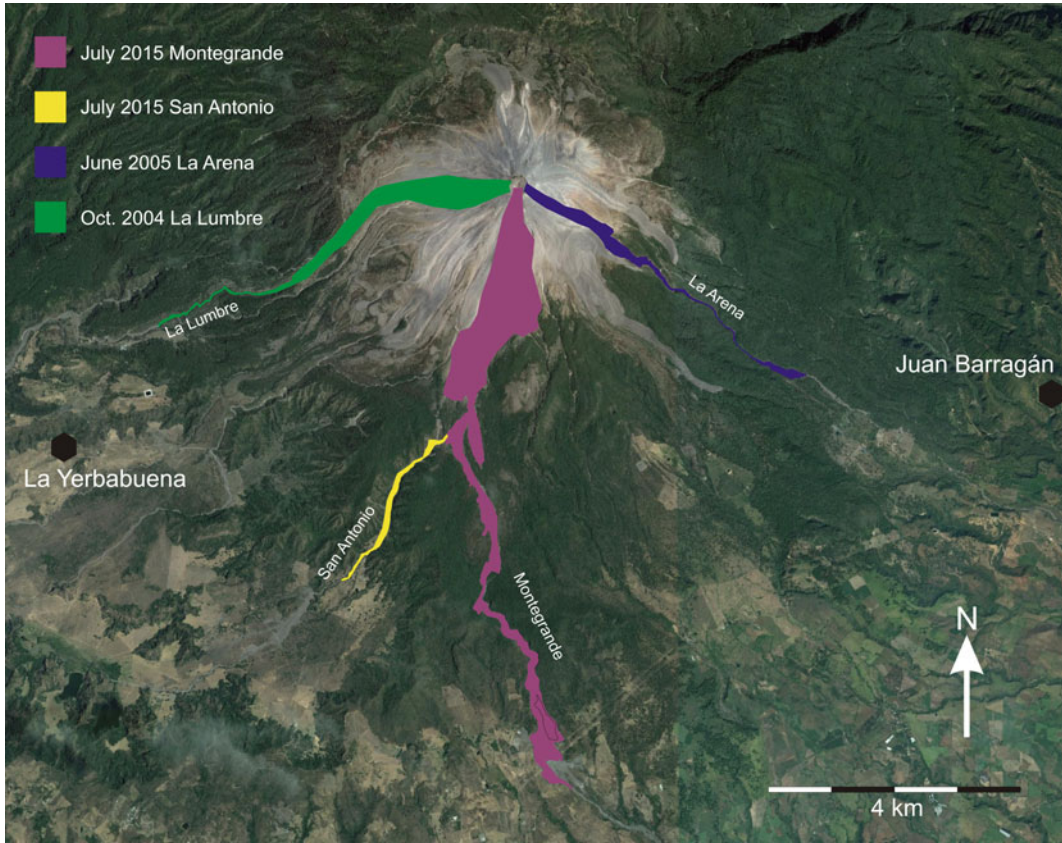 July 2015 Montegrande
July 2015 San Antonio
June 2005 La Arena
Oct. 2004 La Lumbre
La Lumbre
La Arena
Juan Barragán
La Yerbabuena
San Antonio
Montegrande
N
4 km